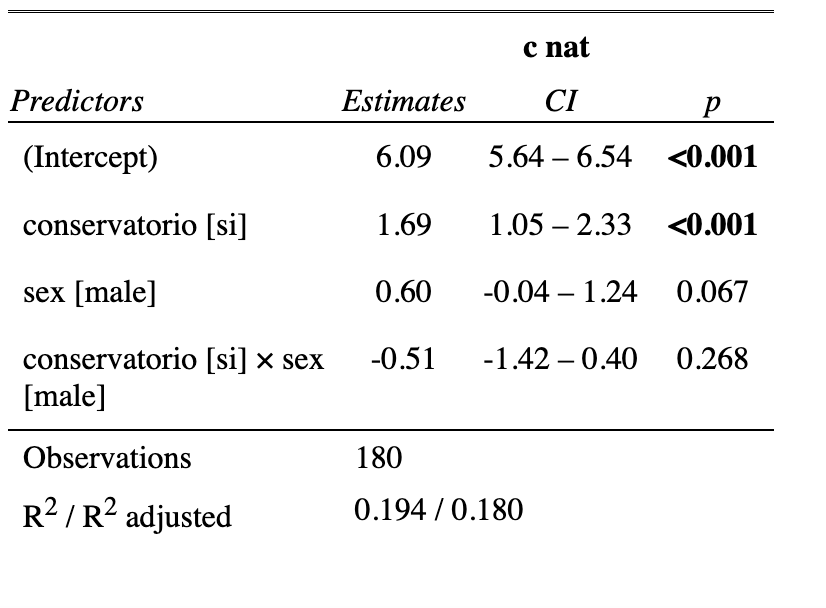 c nat
Predictors Estimates CI p
(Intercept) 6.09 5.64 – 6.54 <0.001
conservatorio [si] 1.69 1.05 – 2.33 <0.001
sex [male] 0.60 -0.04 – 1.24 0.067
conservatorio [si] × sex -0.51 -1.42 – 0.40 0.268
[male]
Observations 180
R² / R² adjusted 0.194 / 0.180